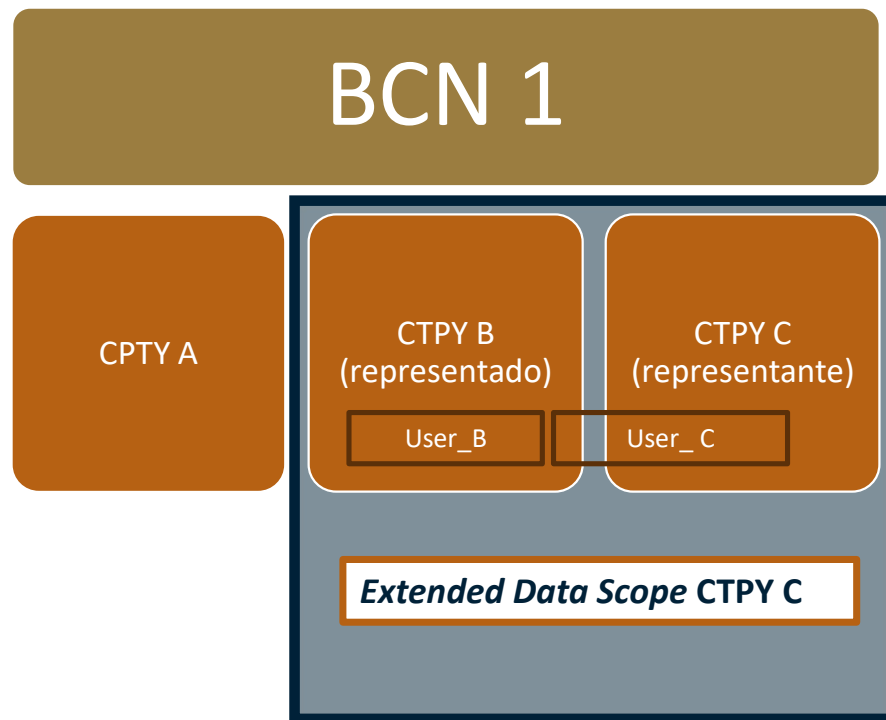 BCN 1
CPTY A
CTPY B
(representado)
CTPY C
(representante)
User_B
User_ C
Extended Data Scope CTPY C